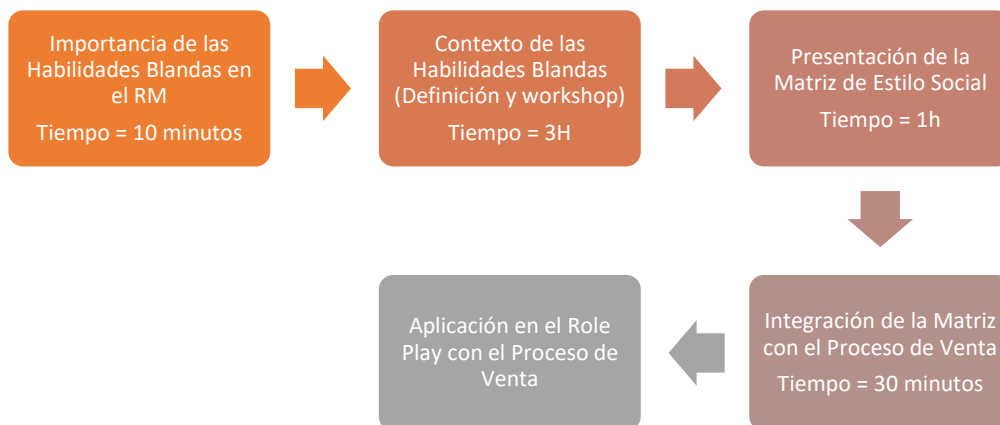 Importancia de las
Habilidades Blandas en
el RM
Tiempo = 10 minutos
Contexto de las
Habilidades Blandas
(Definición y workshop)
Tiempo = 3H
Presentación de la
Matriz de Estilo Social
Tiempo = 1h
Integración de la Matriz
con el Proceso de Venta
Tiempo = 30 minutos
Aplicación en el Role
Play con el Proceso de
Venta